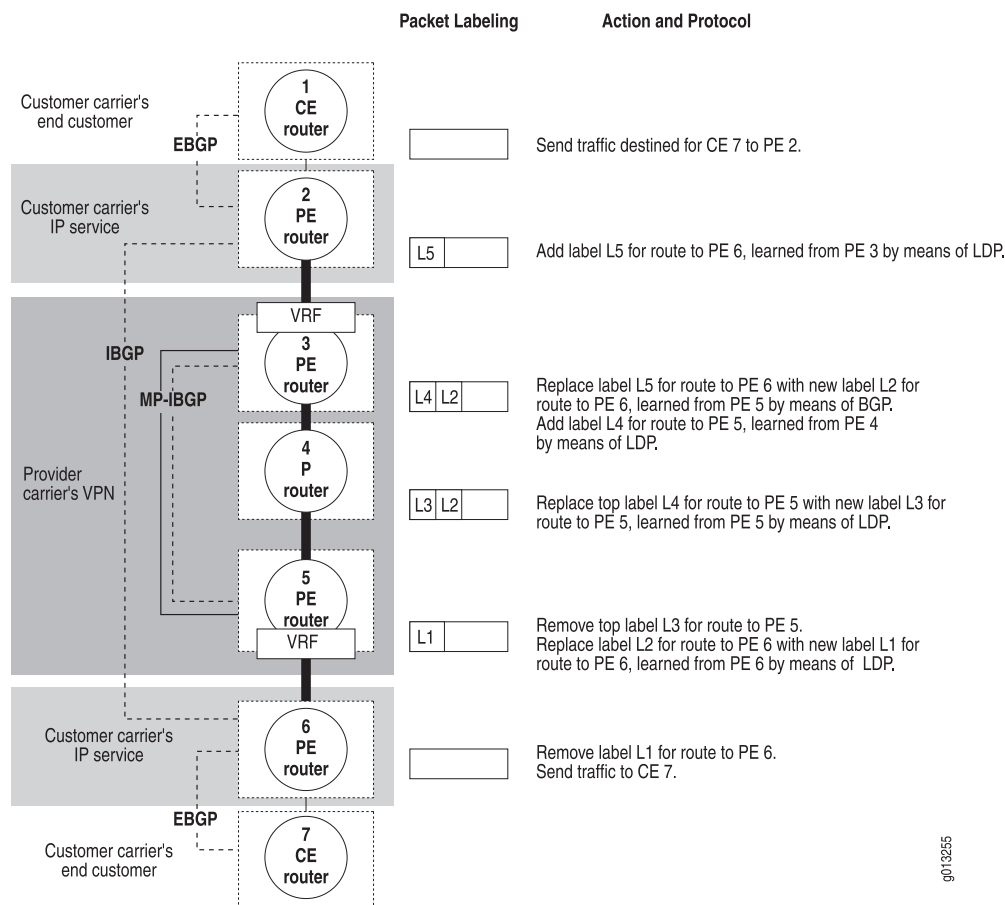 Packet Labeling
Action and Protocol
1
CE
router
Customer carrier's
end customer
EBGP
Send traffic destined for CE 7 to PE 2.
2
PE
router
Customer carrier's
IP service
L5
Add label L5 for route to PE 6, learned from PE 3 by means of LDP.
VRF
3
PE
router
IBGP
MP-IBGP
L4 L2
Replace label L5 for route to PE 6 with new label L2 for
route to PE 6, learned from PE 5 by means of BGP.
Add label L4 for route to PE 5, learned from PE 4
by means of LDP.
4
P
router
Provider
carrier's VPN
L3 L2
Replace top label L4 for route to PE 5 with new label L3 for
route to PE 5, learned from PE 5 by means of LDP.
5
PE
router
VRF
L1
Remove top label L3 for route to PE 5.
Replace label L2 for route to PE 6 with new label L1 for
route to PE 6, learned from PE 6 by means of LDP.
6
PE
router
Customer carrier's
IP service
Remove label L1 for route to PE 6.
Send traffic to CE 7.
EBGP
7
CE
router
Customer carrier's
end customer
g013255